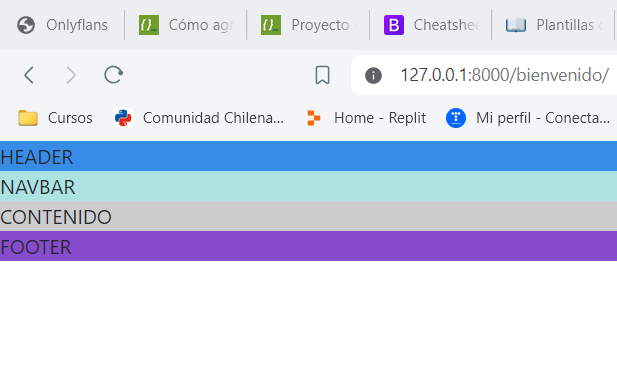 Onlyflans
Cómo agr
Proyecto -
Cheatshee
Plantillas
127.0.0.1:8000/bienvenido/
Cursos
Comunidad Chilena...
Home - Replit
Mi perfil - Conecta...
HEADER
NAVBAR
CONTENIDO
FOOTER